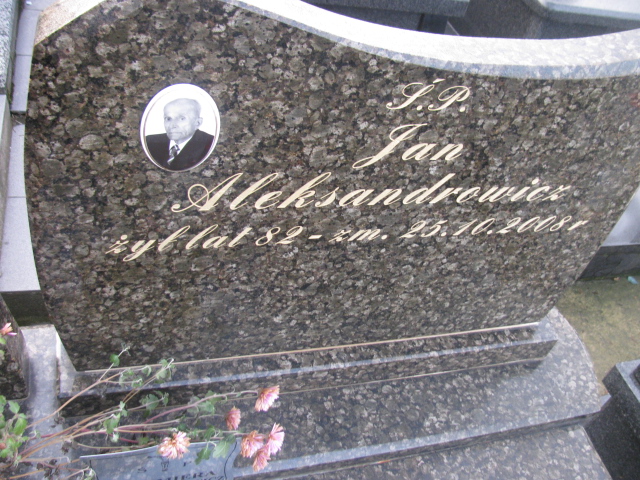 Ś.P.
Jan
Aleksandrowicz
żył lat 82 - zm. 25.10.2008 r